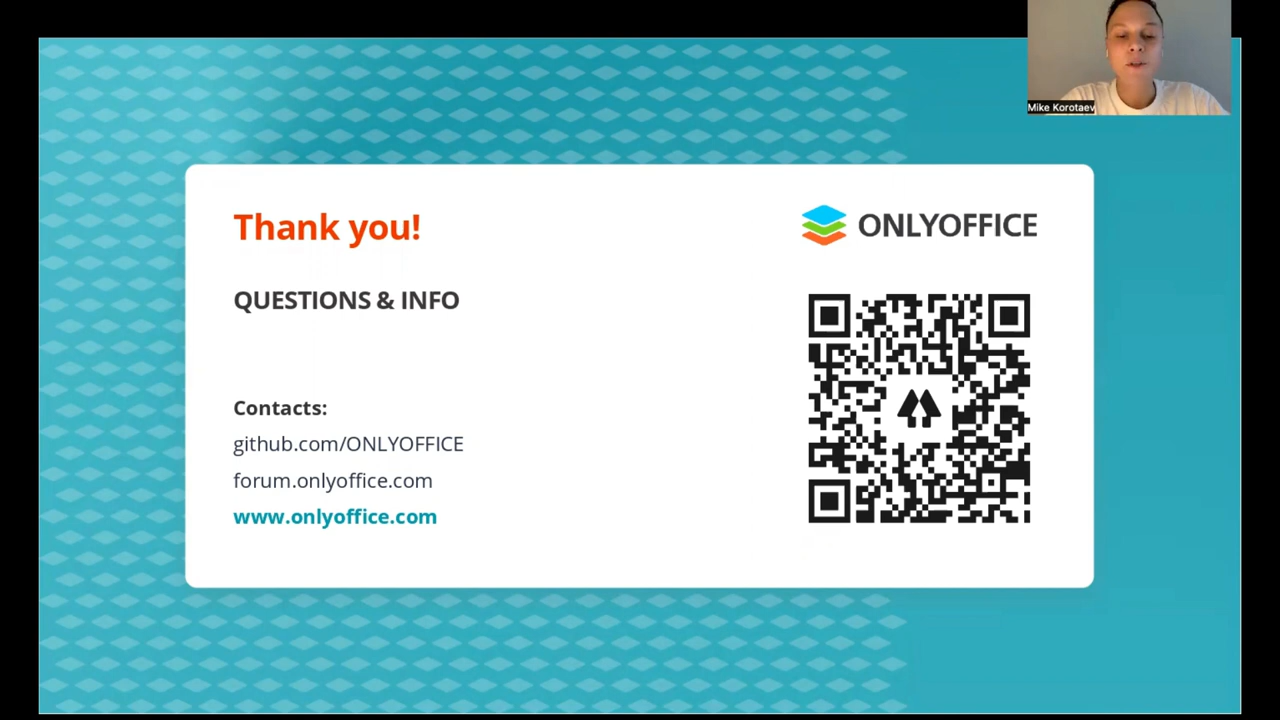 Mike Korotaev
Thank you!
ONLYOFFICE
QUESTIONS & INFO
Contacts:
github.com/ONLYOFFICE
forum.onlyoffice.com
www.onlyoffice.com